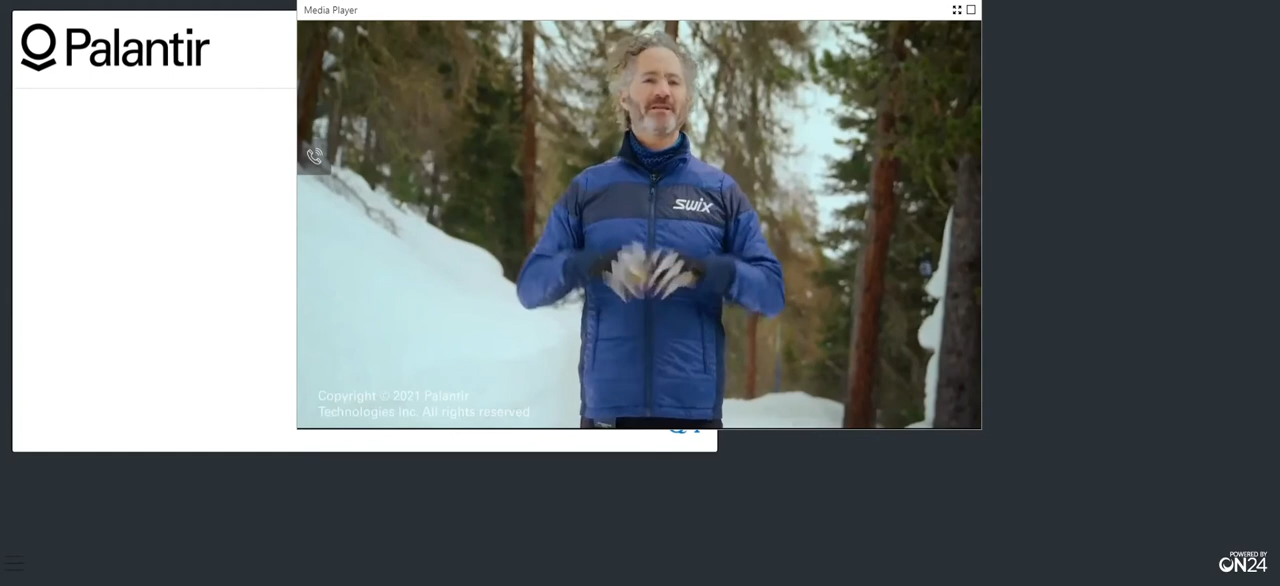 Media Player
Palantir
swix
Copyright © 2021 Palantir
Technologies Inc. All rights reserved
POWERED BY
ON24